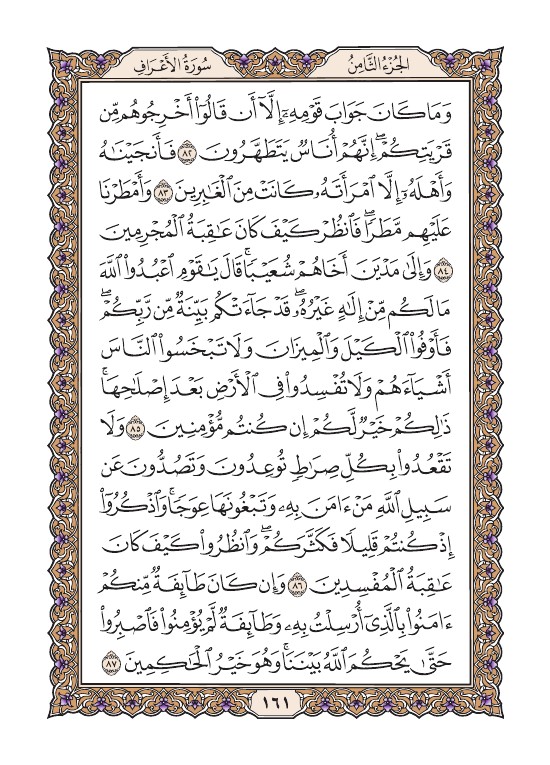 الجُزْءُ الثَّامِنُ سُورَةُ الأَعْرَافِ
وَمَا كَانَ جَوَابَ قَوْمِهِۦٓ إِلَّآ أَن قَالُوٓا۟ أَخْرِجُوهُم مِّن
قَرْيَتِكُمْ ۖ إِنَّهُمْ أُنَاسٌ يَتَطَهَّرُونَ ٨٢ فَأَنجَيْنَٰهُ
وَأَهْلَهُۥٓ إِلَّا ٱمْرَأَتَهُۥ كَانَتْ مِنَ ٱلْغَٰبِرِينَ ٨٣ وَأَمْطَرْنَا
عَلَيْهِم مَّطَرًا ۖ فَٱنظُرْ كَيْفَ كَانَ عَٰقِبَةُ ٱلْمُجْرِمِينَ
٨٤ وَإِلَىٰ مَدْيَنَ أَخَاهُمْ شُعَيْبًا ۗ قَالَ يَٰقَوْمِ ٱعْبُدُوا۟ ٱللَّهَ
مَا لَكُم مِّنْ إِلَٰهٍ غَيْرُهُۥ ۖ قَدْ جَآءَتْكُم بَيِّنَةٌ مِّن رَّبِّكُمْ ۖ
فَأَوْفُوا۟ ٱلْكَيْلَ وَٱلْمِيزَانَ وَلَا تَبْخَسُوا۟ ٱلنَّاسَ
أَشْيَآءَهُمْ وَلَا تُفْسِدُوا۟ فِى ٱلْأَرْضِ بَعْدَ إِصْلَٰحِهَا ۚ
ذَٰلِكُمْ خَيْرٌ لَّكُمْ إِن كُنتُم مُّؤْمِنِينَ ٨٥ وَلَا
تَقْعُدُوا۟ بِكُلِّ صِرَٰطٍ تُوعِدُونَ وَتَصُدُّونَ عَن
سَبِيلِ ٱللَّهِ مَنْ ءَامَنَ بِهِۦ وَتَبْغُونَهَا عِوَجًا ۚ وَٱذْكُرُوٓا۟
إِذْ كُنتُمْ قَلِيلًا فَكَثَّرَكُمْ ۖ وَٱنظُرُوا۟ كَيْفَ كَانَ
عَٰقِبَةُ ٱلْمُفْسِدِينَ ٨٦ وَإِن كَانَ طَآئِفَةٌ مِّنكُمْ
ءَامَنُوا۟ بِٱلَّذِىٓ أُرْسِلْتُ بِهِۦ وَطَآئِفَةٌ لَّمْ يُؤْمِنُوا۟ فَٱصْبِرُوا۟
حَتَّىٰ يَحْكُمَ ٱللَّهُ بَيْنَنَا ۚ وَهُوَ خَيْرُ ٱلْحَٰكِمِينَ ٨٧
١٦١